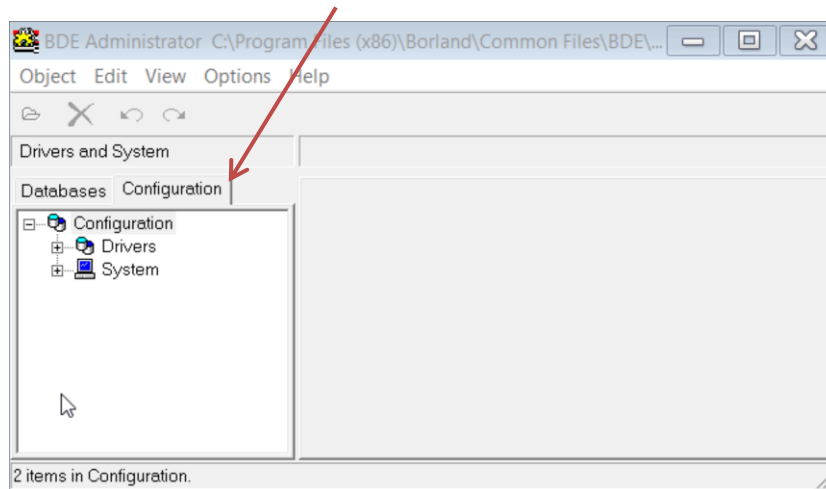 BDE Administrator C:\Program Files (x86)\Borland\Common Files\BDE\...
Object Edit View Options Help
Drivers and System
Databases Configuration
Configuration
Drivers
System
2 items in Configuration.